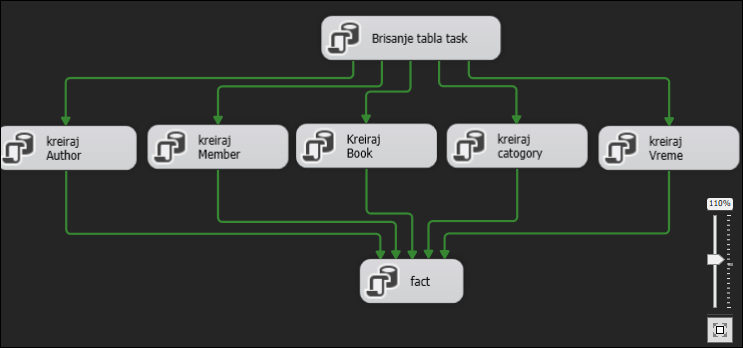 Brisanje tabla task
kreiraj
Author
kreiraj
Member
Kreiraj
Book
kreiraj
catogory
kreiraj
Vreme
110%
fact